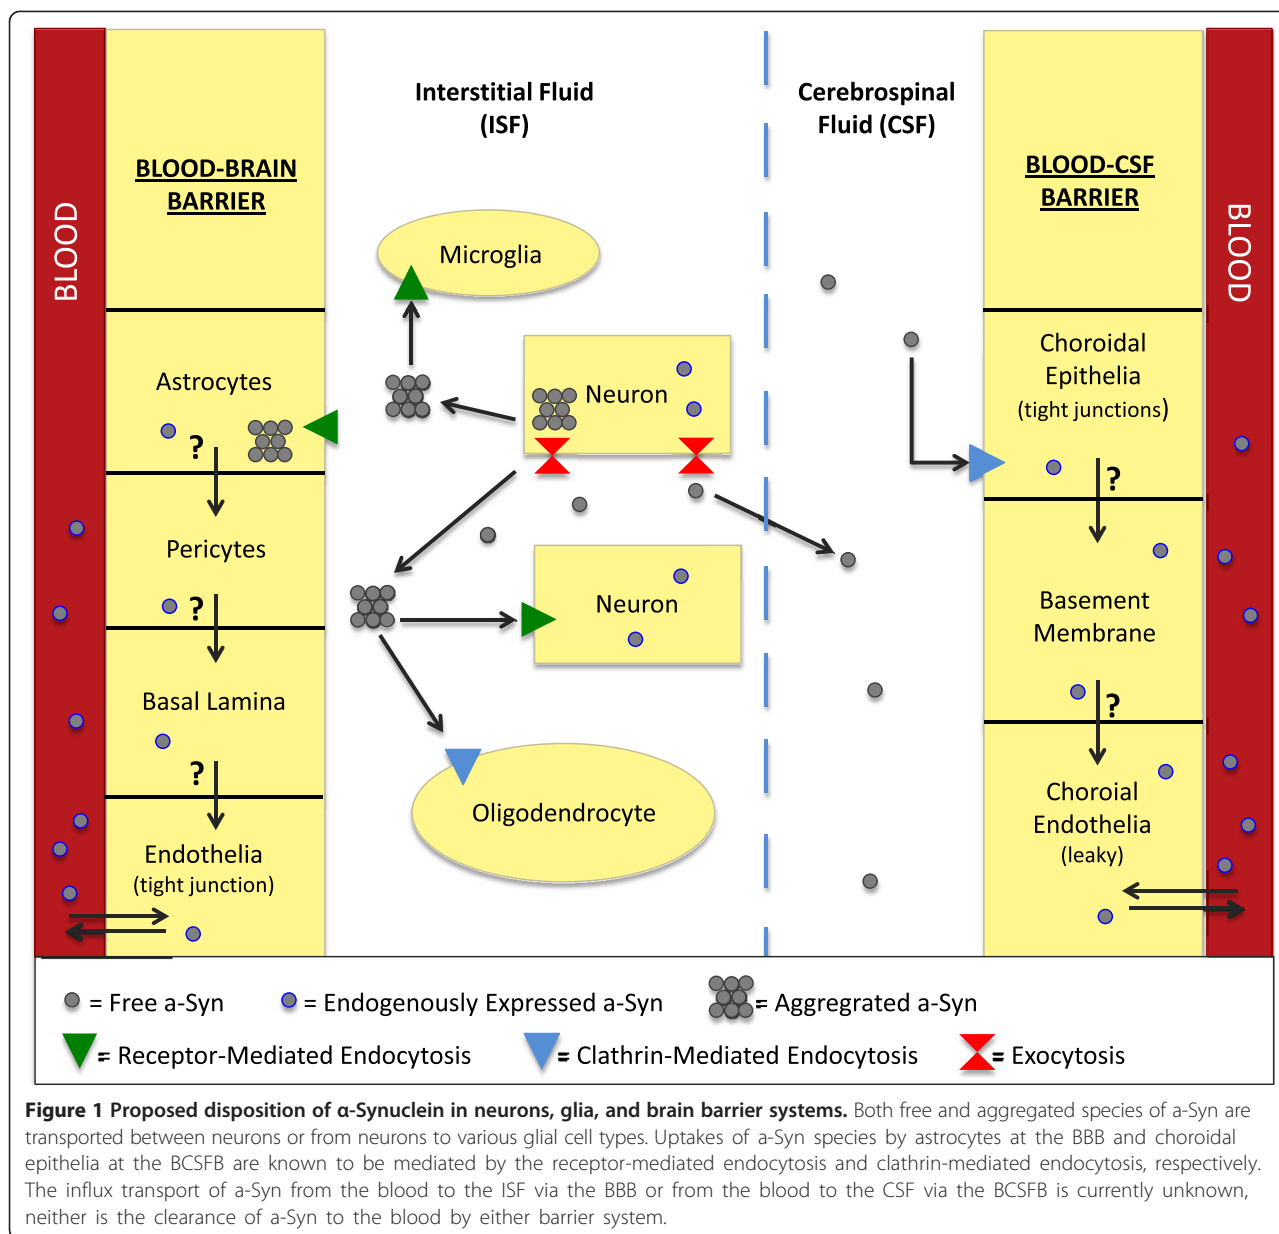 Interstitial Fluid
(ISF)
Cerebrospinal
Fluid (CSF)
BLOOD-BRAIN
BARRIER
BLOOD-CSF
BARRIER
BLOOD
BLOOD
Microglia
Astrocytes
?
Neuron
Choroidal
Epithelia
(tight junctions)
?
Pericytes
?
Neuron
Basement
Membrane
?
Basal Lamina
?
Oligodendrocyte
Choroial
Endothelia
(leaky)
Endothelia
(tight junction)
= Free a-Syn
= Endogenously Expressed a-Syn
= Aggregrated a-Syn
= Receptor-Mediated Endocytosis
= Clathrin-Mediated Endocytosis
= Exocytosis
Figure 1 Proposed disposition of α-Synuclein in neurons, glia, and brain barrier systems. Both free and aggregated species of a-Syn are
transported between neurons or from neurons to various glial cell types. Uptakes of a-Syn species by astrocytes at the BBB and choroidal
epithelia at the BCSFB are known to be mediated by the receptor-mediated endocytosis and clathrin-mediated endocytosis, respectively.
The influx transport of a-Syn from the blood to the ISF via the BBB or from the blood to the CSF via the BCSFB is currently unknown,
neither is the clearance of a-Syn to the blood by either barrier system.